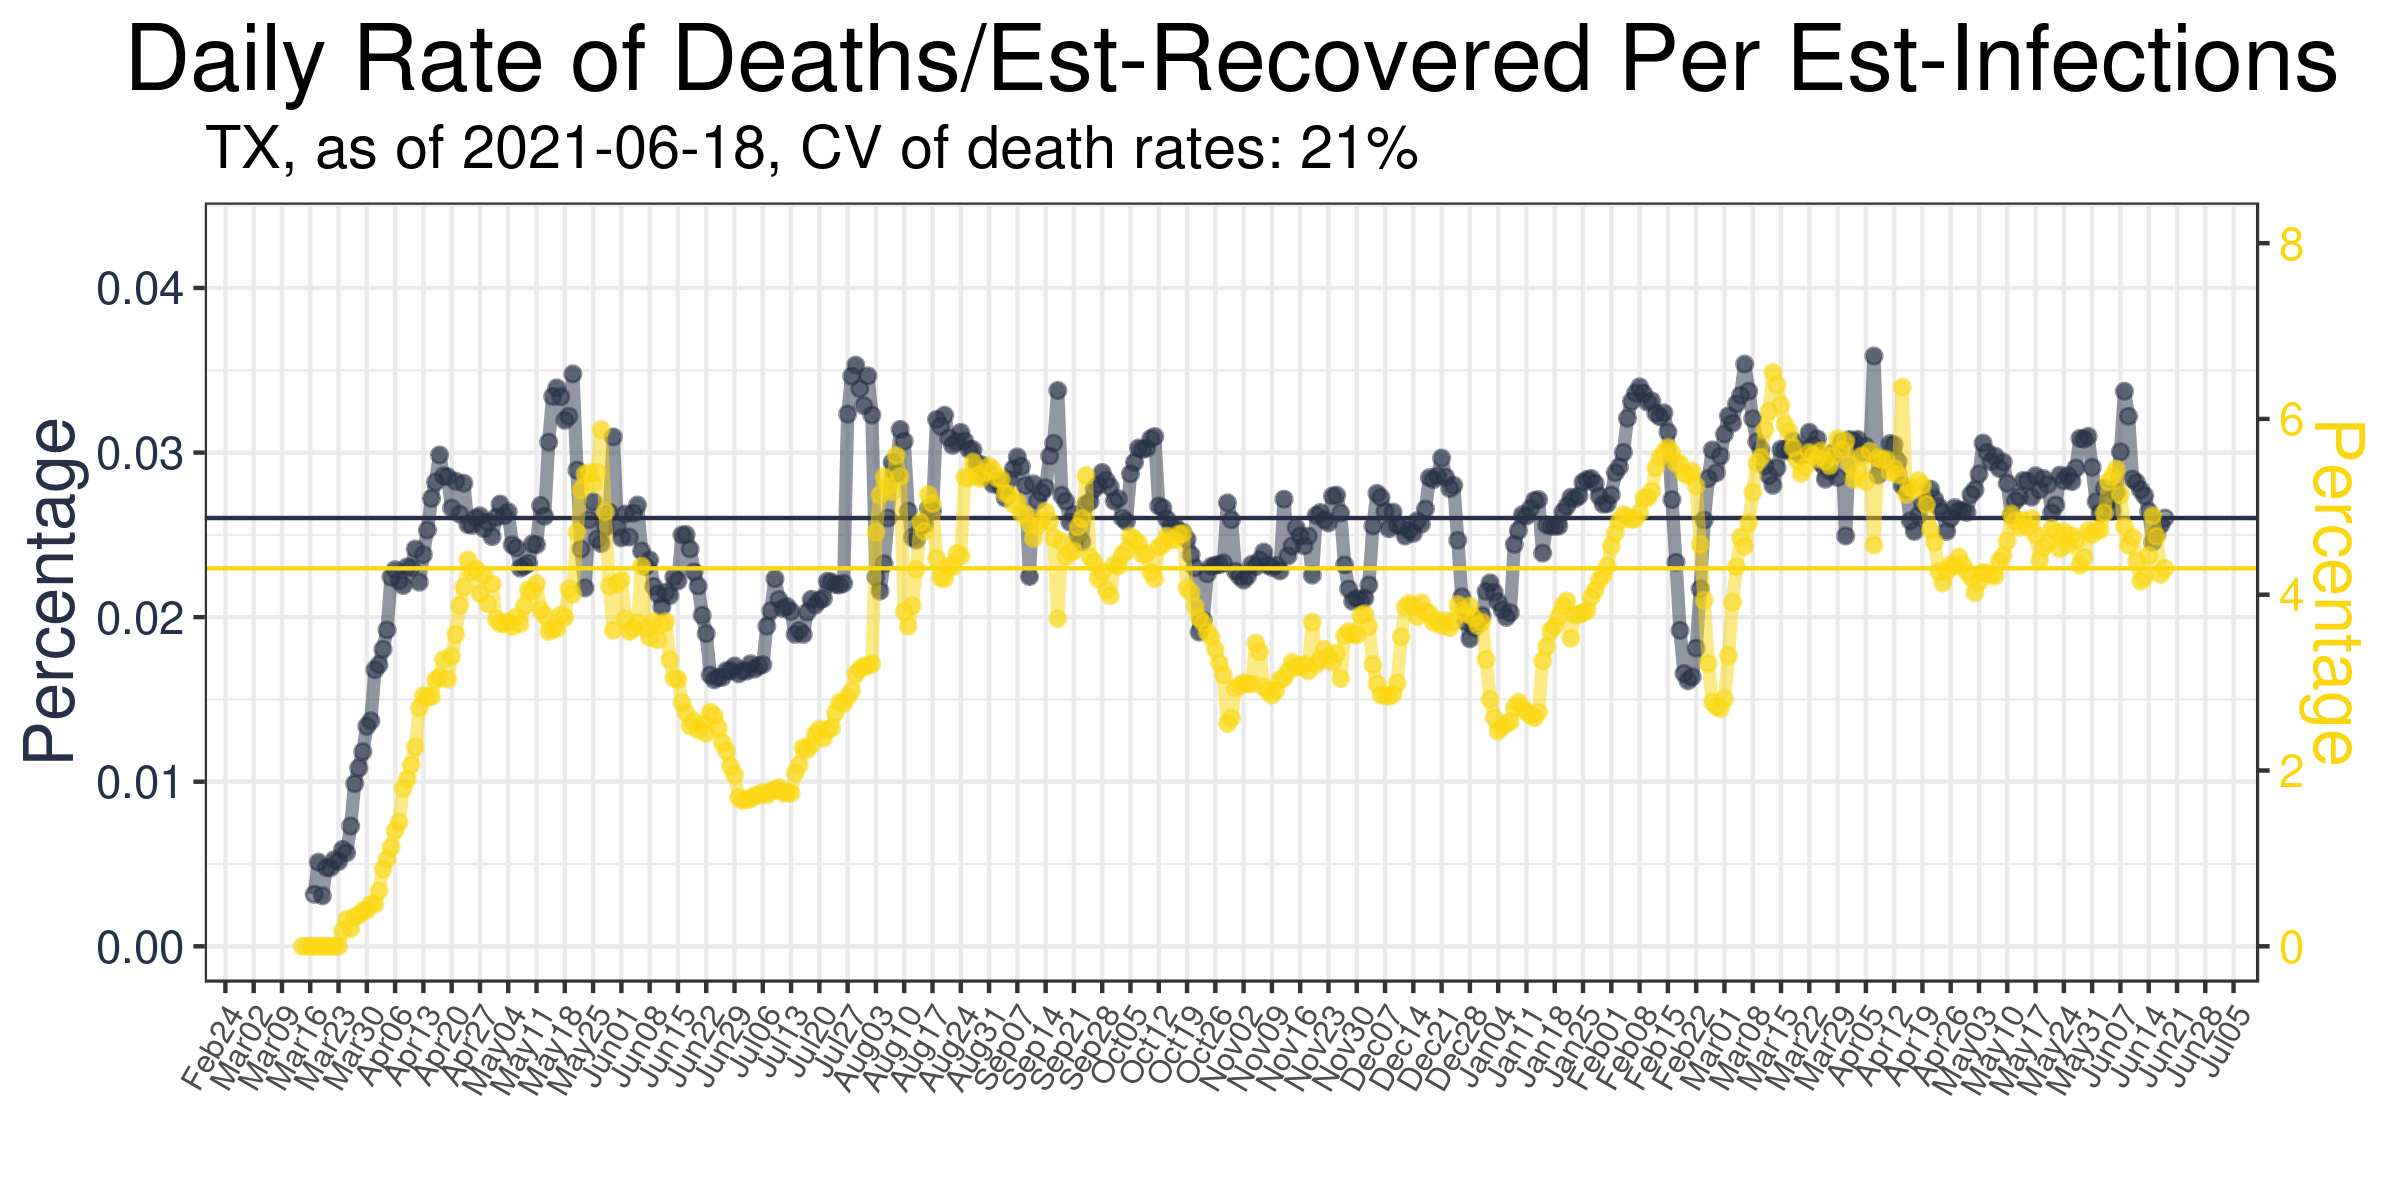 Daily Rate of Deaths/Est-Recovered Per Est-Infections
TX, as of 2021-06-18, CV of death rates: 21%
Percentage
0.04
0.03
0.02
0.01
0.00
8
6
4
2
0
Percentage
Feb24
Mar02
Mar09
Mar16
Mar23
Mar30
Apr06
Apr13
Apr20
Apr27
May04
May11
May18
May25
Jun01
Jun08
Jun15
Jun22
Jun29
Jul06
Jul13
Jul20
Jul27
Aug03
Aug10
Aug17
Aug24
Aug31
Sep07
Sep14
Sep21
Sep28
Oct05
Oct12
Oct19
Oct26
Nov02
Nov09
Nov16
Nov23
Nov30
Dec07
Dec14
Dec21
Dec28
Jan04
Jan11
Jan18
Jan25
Feb01
Feb08
Feb15
Feb22
Mar01
Mar08
Mar15
Mar22
Mar29
Apr05
Apr12
Apr19
Apr26
May03
May10
May17
May24
May31
Jun07
Jun14
Jun21
Jun28
Jul05